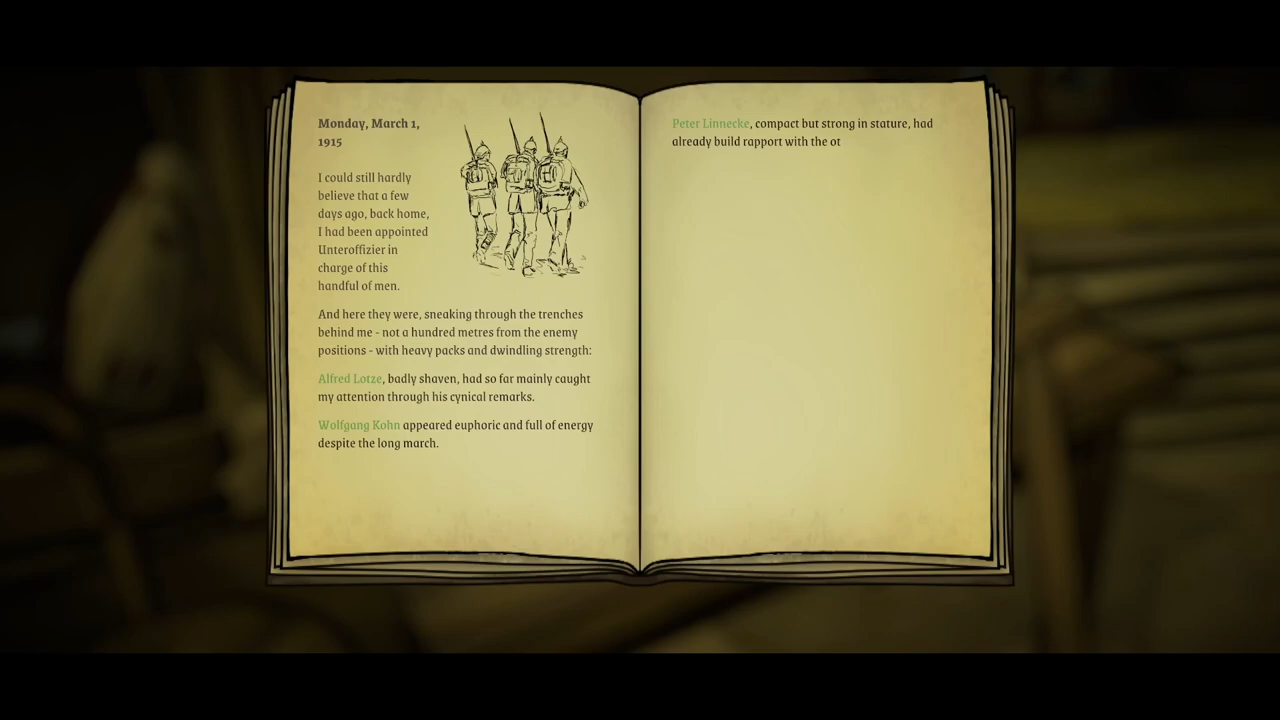 Monday, March 1,
1915
I could still hardly
believe that a few
days ago, back home,
I had been appointed
Unteroffizier in
charge of this
handful of men.
And here they were, sneaking through the trenches
behind me - not a hundred metres from the enemy
positions - with heavy packs and dwindling strength:
Alfred Lotze, badly shaven, had so far mainly caught
my attention through his cynical remarks.
Wolfgang Kohn appeared euphoric and full of energy
despite the long march.
Peter Linnecke, compact but strong in stature, had
already build rapport with the ot